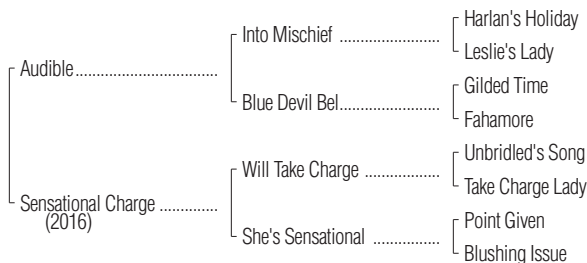 Harlan's Holiday
Into Mischief ....................
Leslie's Lady
Audible ....................................
Gilded Time
Blue Devil Bel ....................
Fahamore
Unbridled's Song
Will Take Charge ...............
Take Charge Lady
Sensational Charge ..............
(2016)
Point Given
She's Sensational .............
Blushing Issue